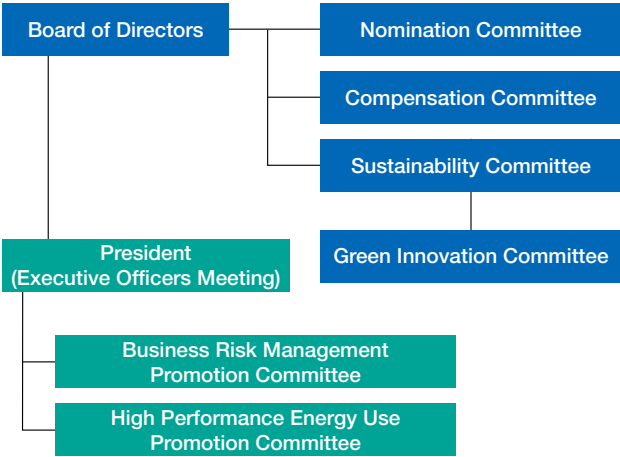 Board of Directors
Nomination Committee
Compensation Committee
Sustainability Committee
Green Innovation Committee
President
(Executive Officers Meeting)
Business Risk Management
Promotion Committee
High Performance Energy Use
Promotion Committee